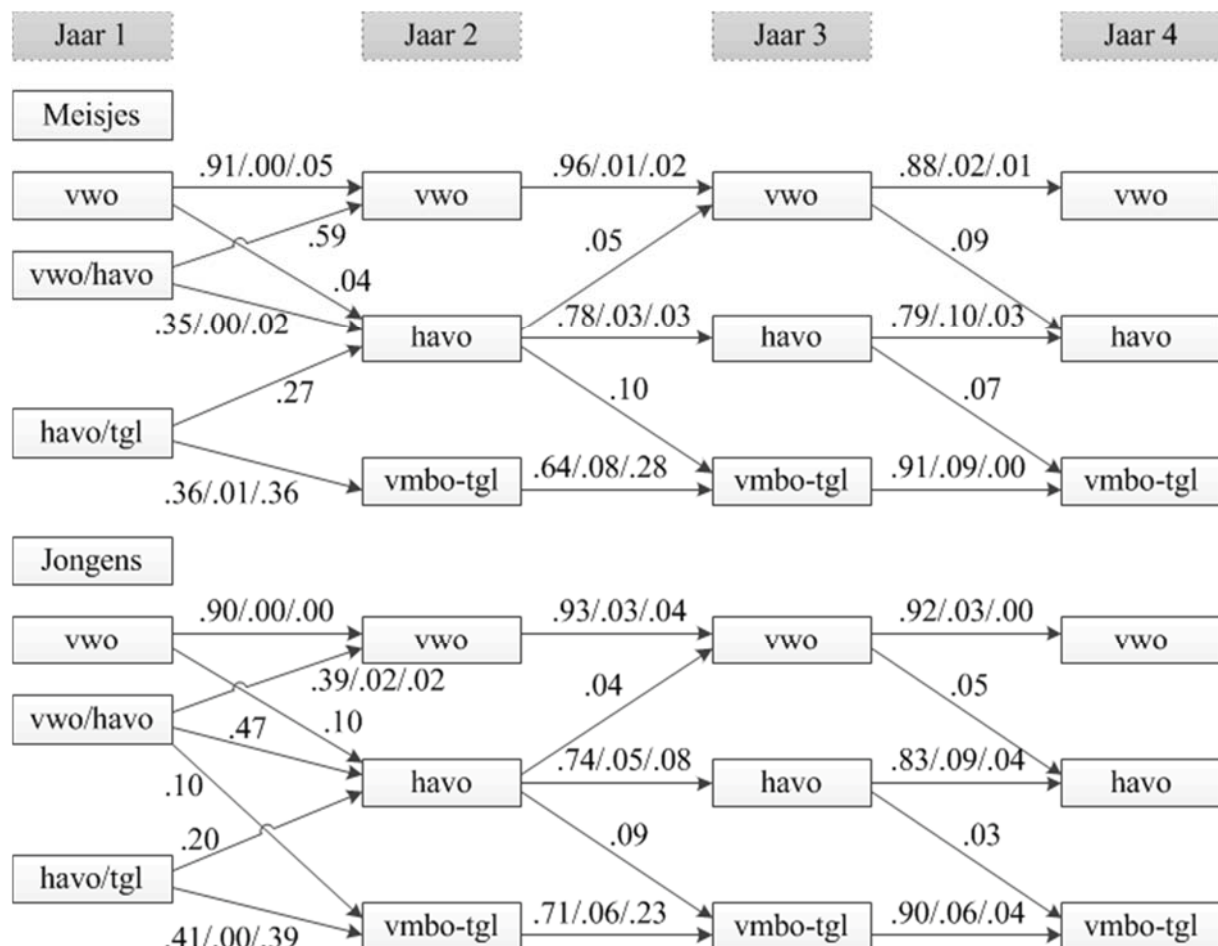 Jaar 1 Jaar 2 Jaar 3 Jaar 4
Meisjes
.91/.00/.05 .96/.01/.02 .88/.02/.01
vwo vwo vwo vwo
.59 .05 .09
vwo/havo
.04
.35/.00/.02 .78/.03/.03 .79/.10/.03
havo havo havo
.27 .10 .07
havo/tgl
.64/.08/.28 .91/.09/.00
vmbo-tgl vmbo-tgl vmbo-tgl
.36/.01/.36
Jongens
.90/.00/.00 .93/.03/.04 .92/.03/.00
vwo vwo vwo vwo
.39/.02/.02 .04 .05
vwo/havo .47 .10
.74/.05/.08 .83/.09/.04
.10 havo havo havo
.20 .09 .03
havo/tgl
.71/.06/.23 .90/.06/.04
vmbo-tgl vmbo-tgl vmbo-tgl
.41/.00/.39